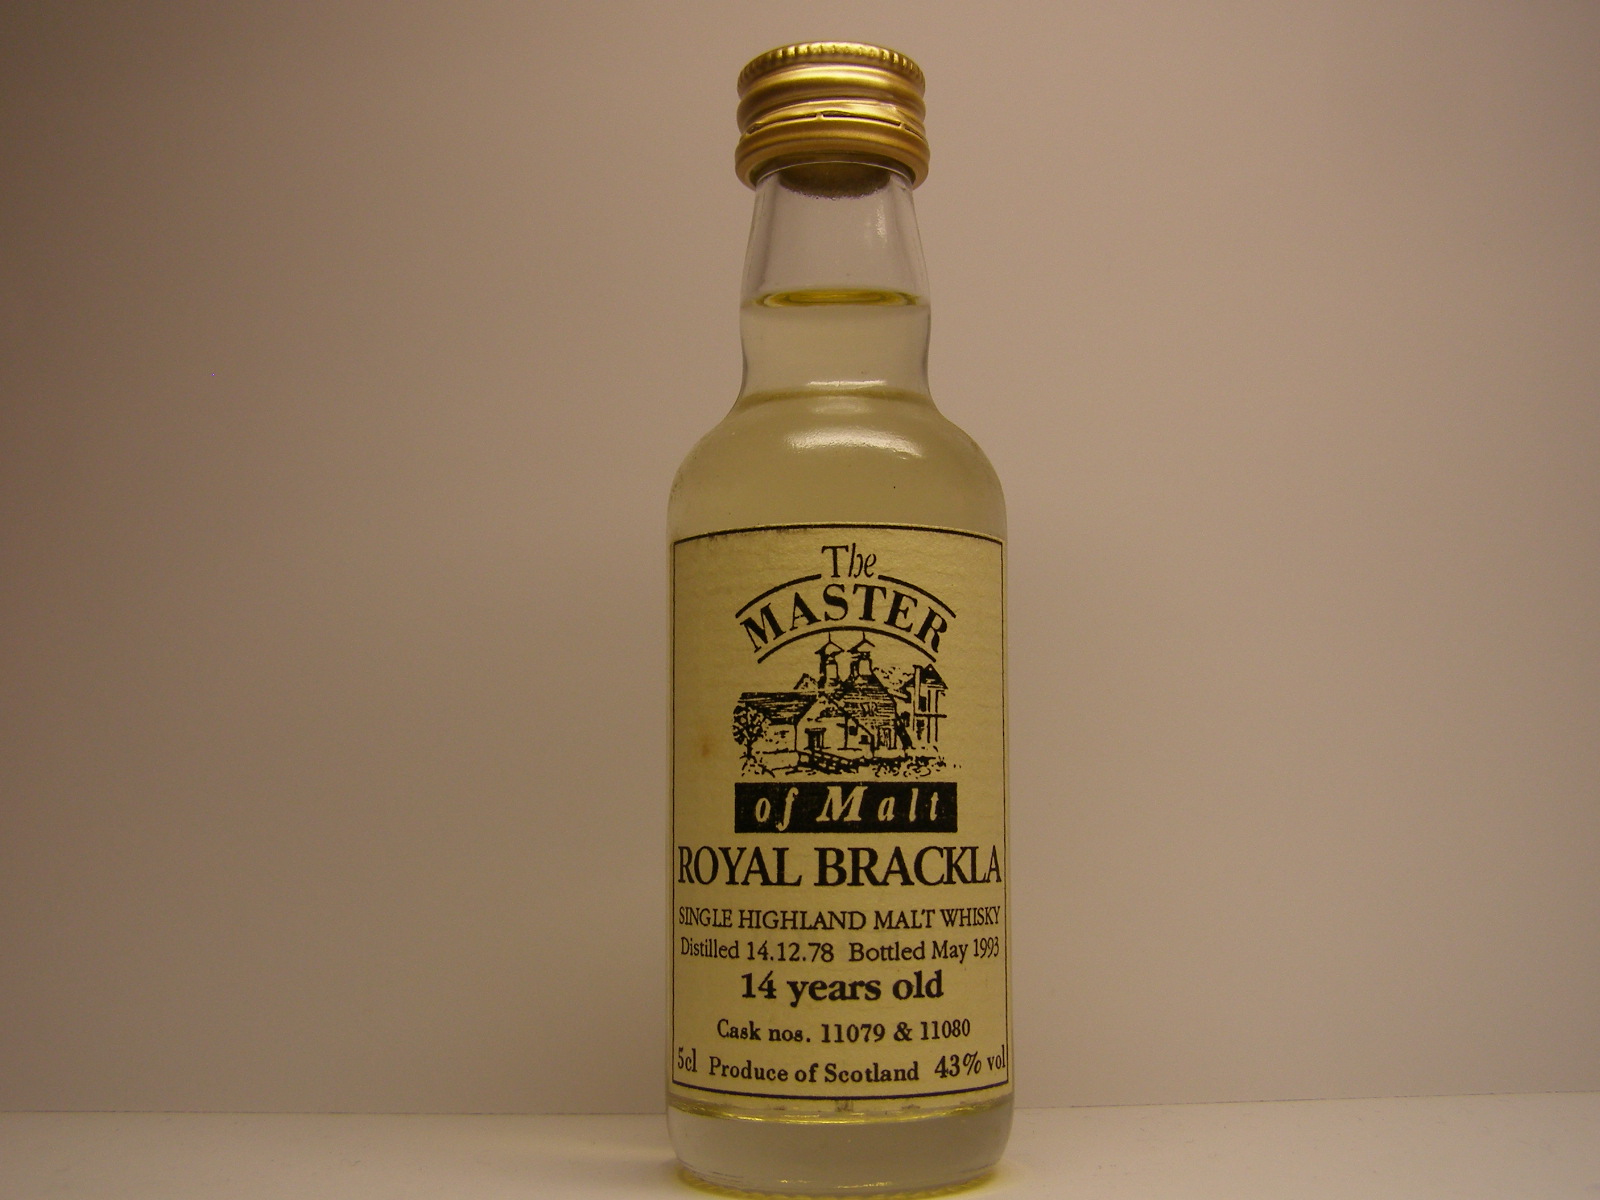 The
MASTER
of Malt
ROYAL BRACKLA
SINGLE HIGHLAND MALT WHISKY
Distilled 14.12.78 Bottled May 1993
14 years old
Cask nos. 11079 & 11080
5cl Produce of Scotland 43% vol